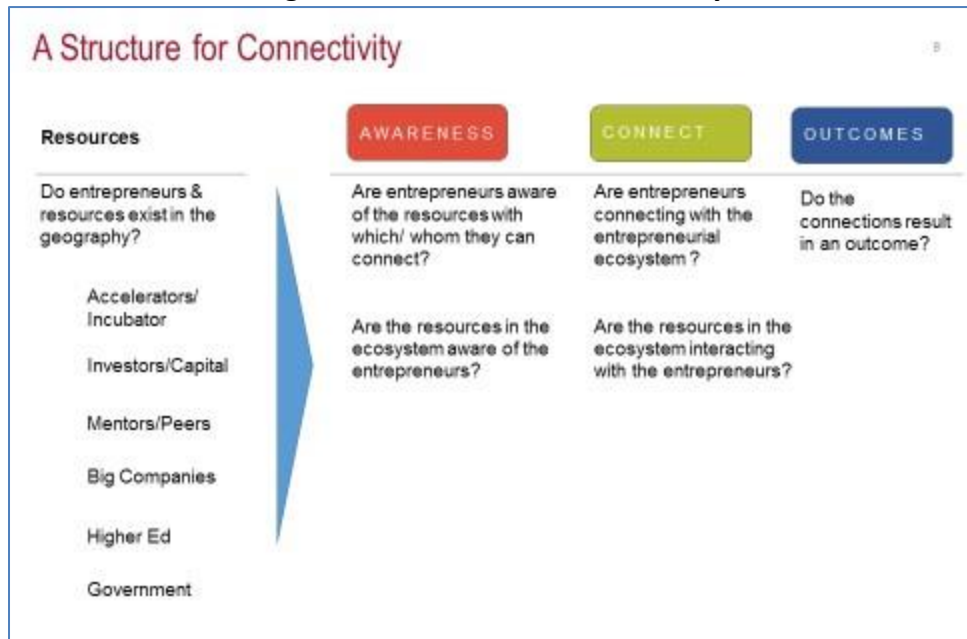 A Structure for Connectivity
Resources
Do entrepreneurs &
resources exist in the
geography?
Accelerators/
Incubator
Investors/Capital
Mentors/Peers
Big Companies
Higher Ed
Government
AWARENESS
Are entrepreneurs aware
of the resources with
which/ whom they can
connect?
Are the resources in the
ecosystem aware of the
entrepreneurs?
CONNECT
Are entrepreneurs
connecting with the
entrepreneurial
ecosystem ?
Are the resources in the
ecosystem interacting
with the entrepreneurs?
OUTCOMES
Do the
connections result
in an outcome?